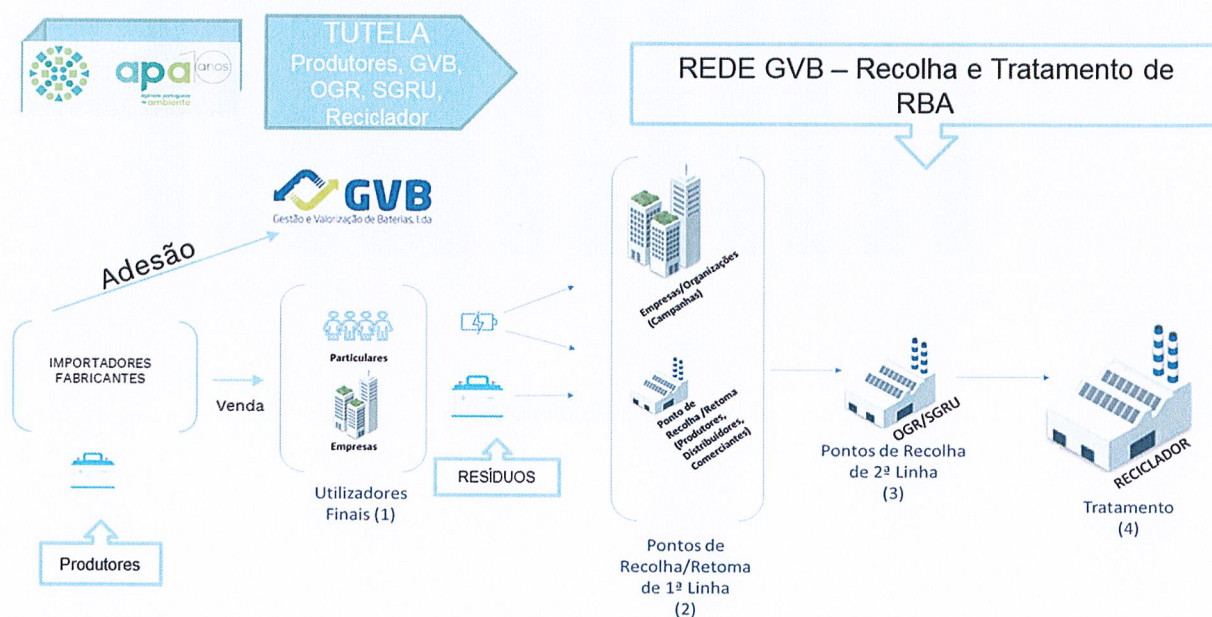 apa 10 anos
agência portuguesa
do ambiente
TUTELA
Produtores, GVB,
OGR, SGRU,
Reciclador
REDE GVB – Recolha e Tratamento de
RBA
GVB
Gestão e Valorização de Baterias, Lda
Adesão
IMPORTADORES
FABRICANTES
Venda
Produtores
Particulares
Empresas
Utilizadores
Finais (1)
RESÍDUOS
Empresas/Organizações
(Campanhas)
Ponto de
Recolha /Retoma
(Produtores,
Distribuidores,
Comerciantes)
Pontos de
Recolha/Retoma
de 1ª Linha
(2)
OGR/SGRU
Pontos de Recolha
de 2ª Linha
(3)
RECICLADOR
Tratamento
(4)